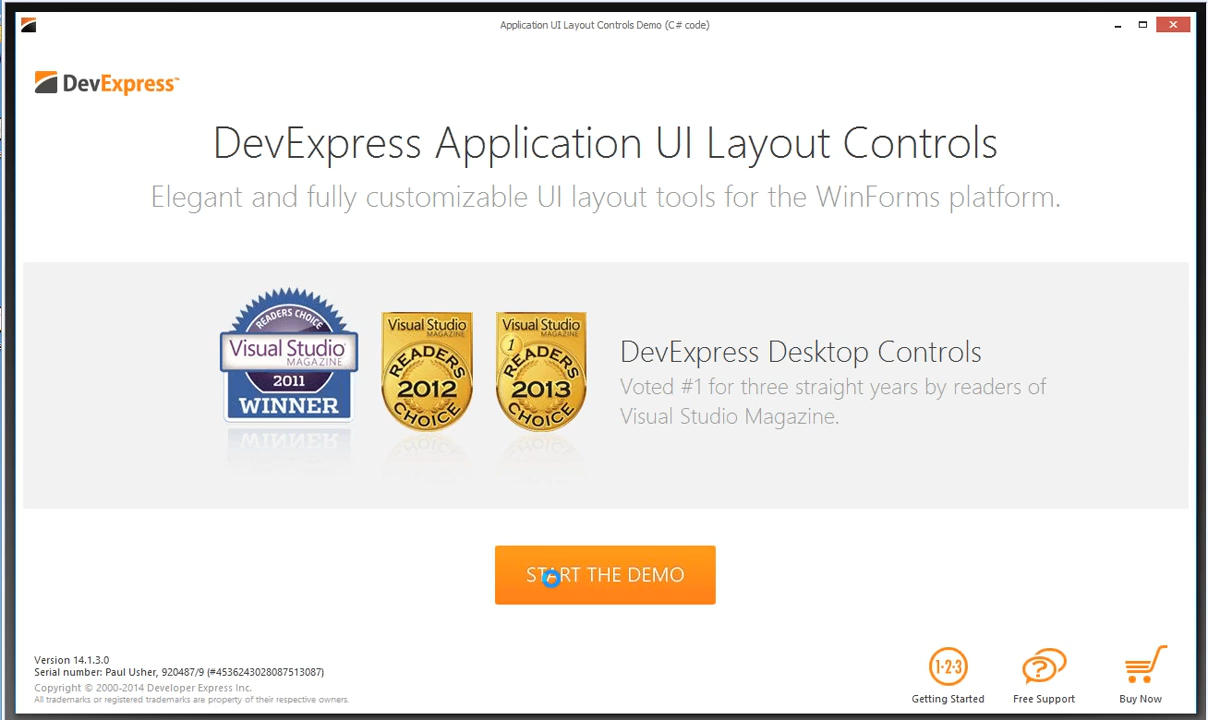 Application UI Layout Controls Demo (C# code)
DevExpress™
DevExpress Application UI Layout Controls
Elegant and fully customizable UI layout tools for the WinForms platform.
READERS CHOICE
Visual Studio
MAGAZINE
2011
WINNER
Visual Studio
MAGAZINE
READERS
2012
CHOICE
Visual Studio
MAGAZINE
1
READERS
2013
CHOICE
DevExpress Desktop Controls
Voted #1 for three straight years by readers of
Visual Studio Magazine.
START THE DEMO
Version 14.1.3.0
Serial number: Paul Usher, 920487/9 (#4536243028087513087)
Copyright © 2000-2014 Developer Express Inc.
All trademarks or registered trademarks are property of their respective owners.
1·2·3
Getting Started
?
Free Support
Buy Now